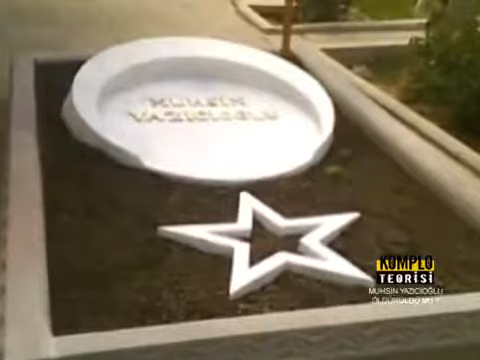 MUHSİN
YAZICIOĞLU
KOMPLO
TEORİSİ
MUHSİN YAZICIOĞLU
ÖLDÜRÜLDÜ MÜ?